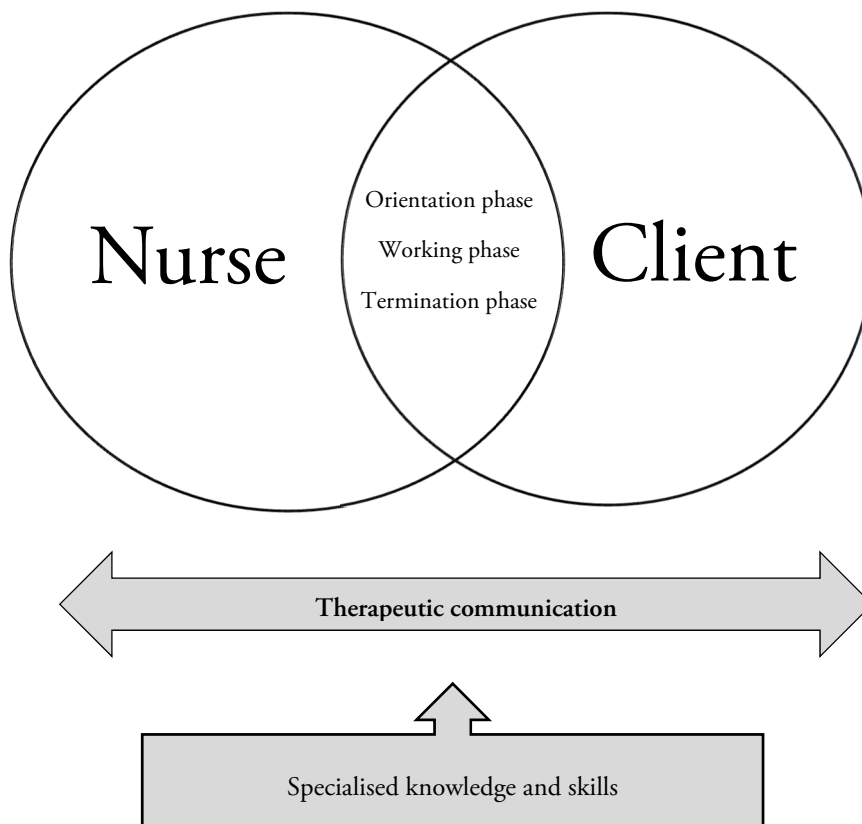 Orientation phase
Nurse
Working phase
Client
Termination phase
Therapeutic communication
Specialised knowledge and skills